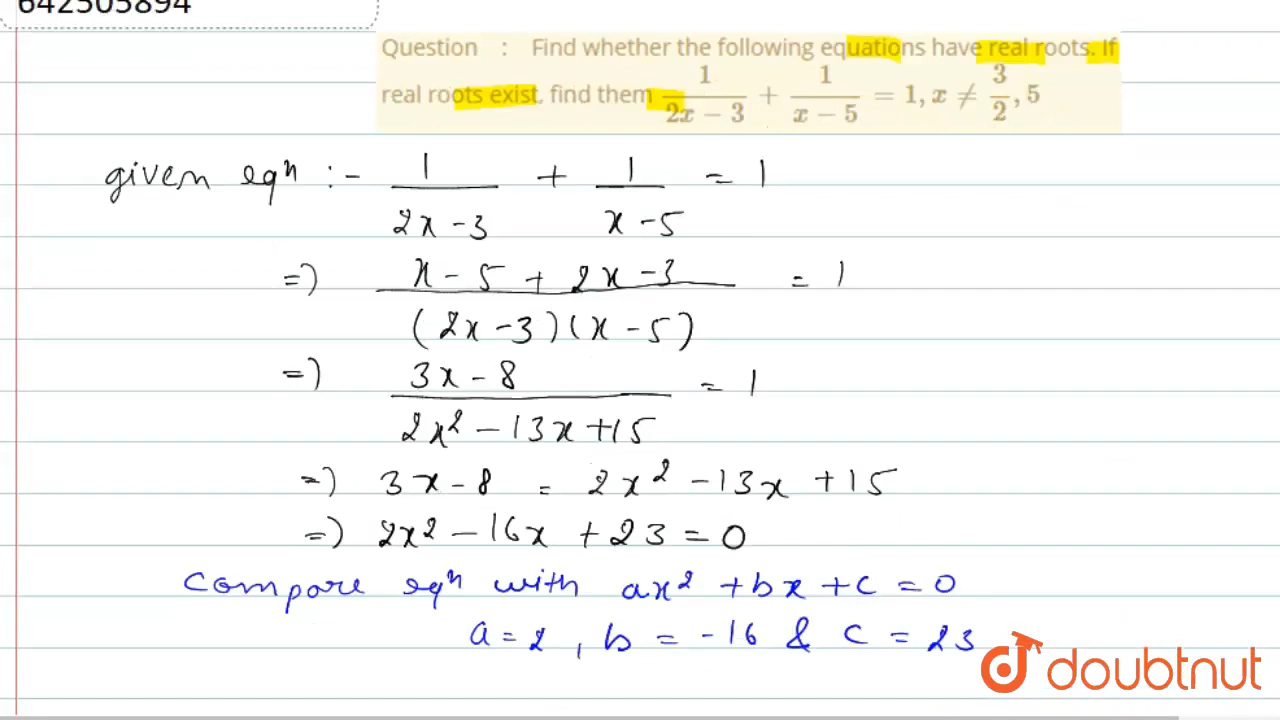 642505894
Question : Find whether the following equations have real roots. If
real roots exist, find them 1/(2x − 3) + 1/(x − 5) = 1, x ≠ 3/2, 5
given eqⁿ :- 1/(2x - 3) + 1/(x - 5) = 1
=) (x - 5 + 2x - 3)/((2x - 3)(x - 5)) = 1
=) (3x - 8)/(2x² - 13x + 15) = 1
=) 3x - 8 = 2x² - 13x + 15
=) 2x² - 16x + 23 = 0
Compare eqⁿ with ax² + bx + c = 0
a = 2, b = -16 & c = 23
doubtnut